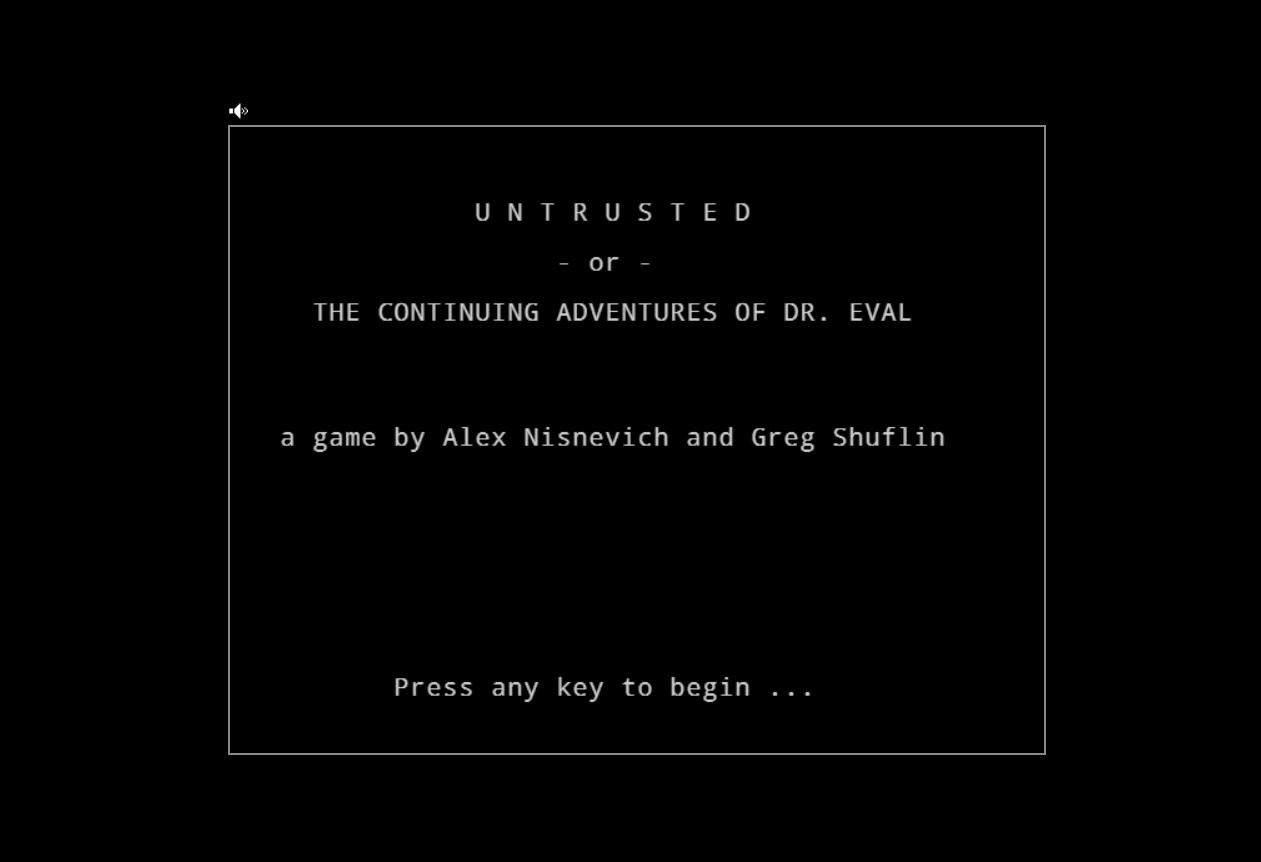 U N T R U S T E D
- or -
THE CONTINUING ADVENTURES OF DR. EVAL
a game by Alex Nisnevich and Greg Shuflin
Press any key to begin ...